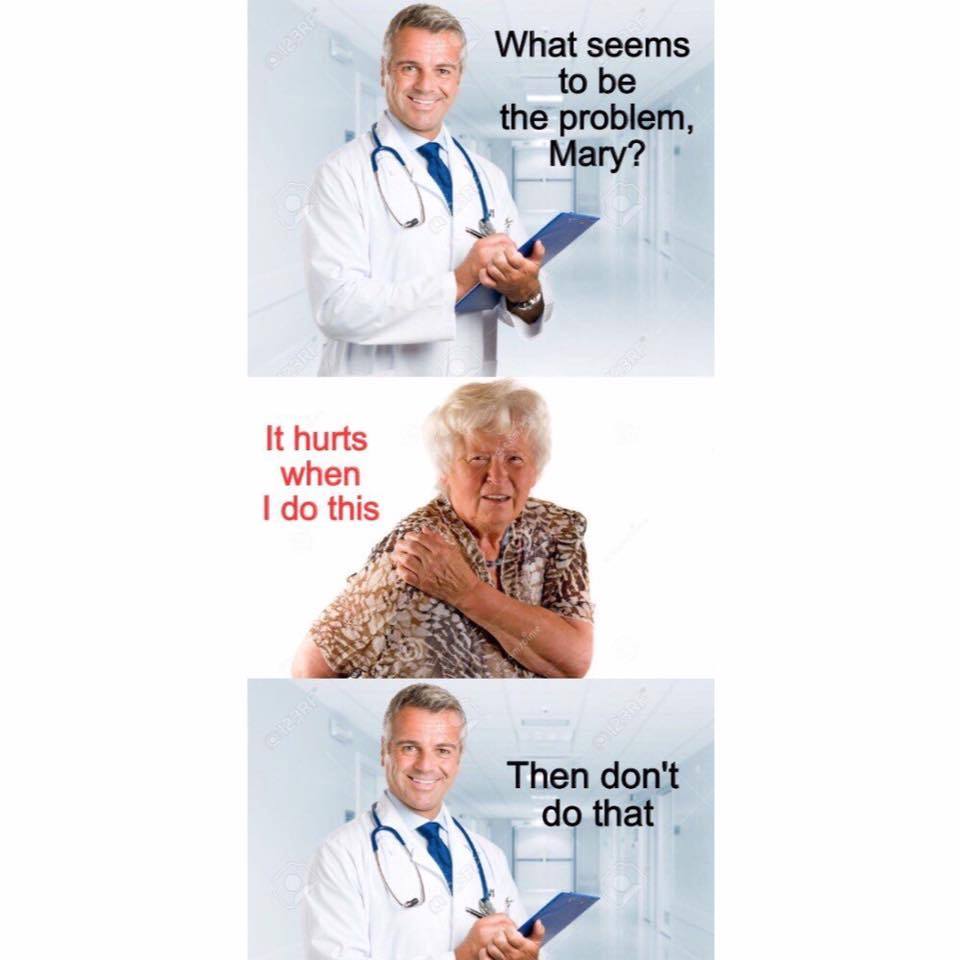 What seems
to be
the problem,
Mary?
It hurts
when
I do this
Then don't
do that